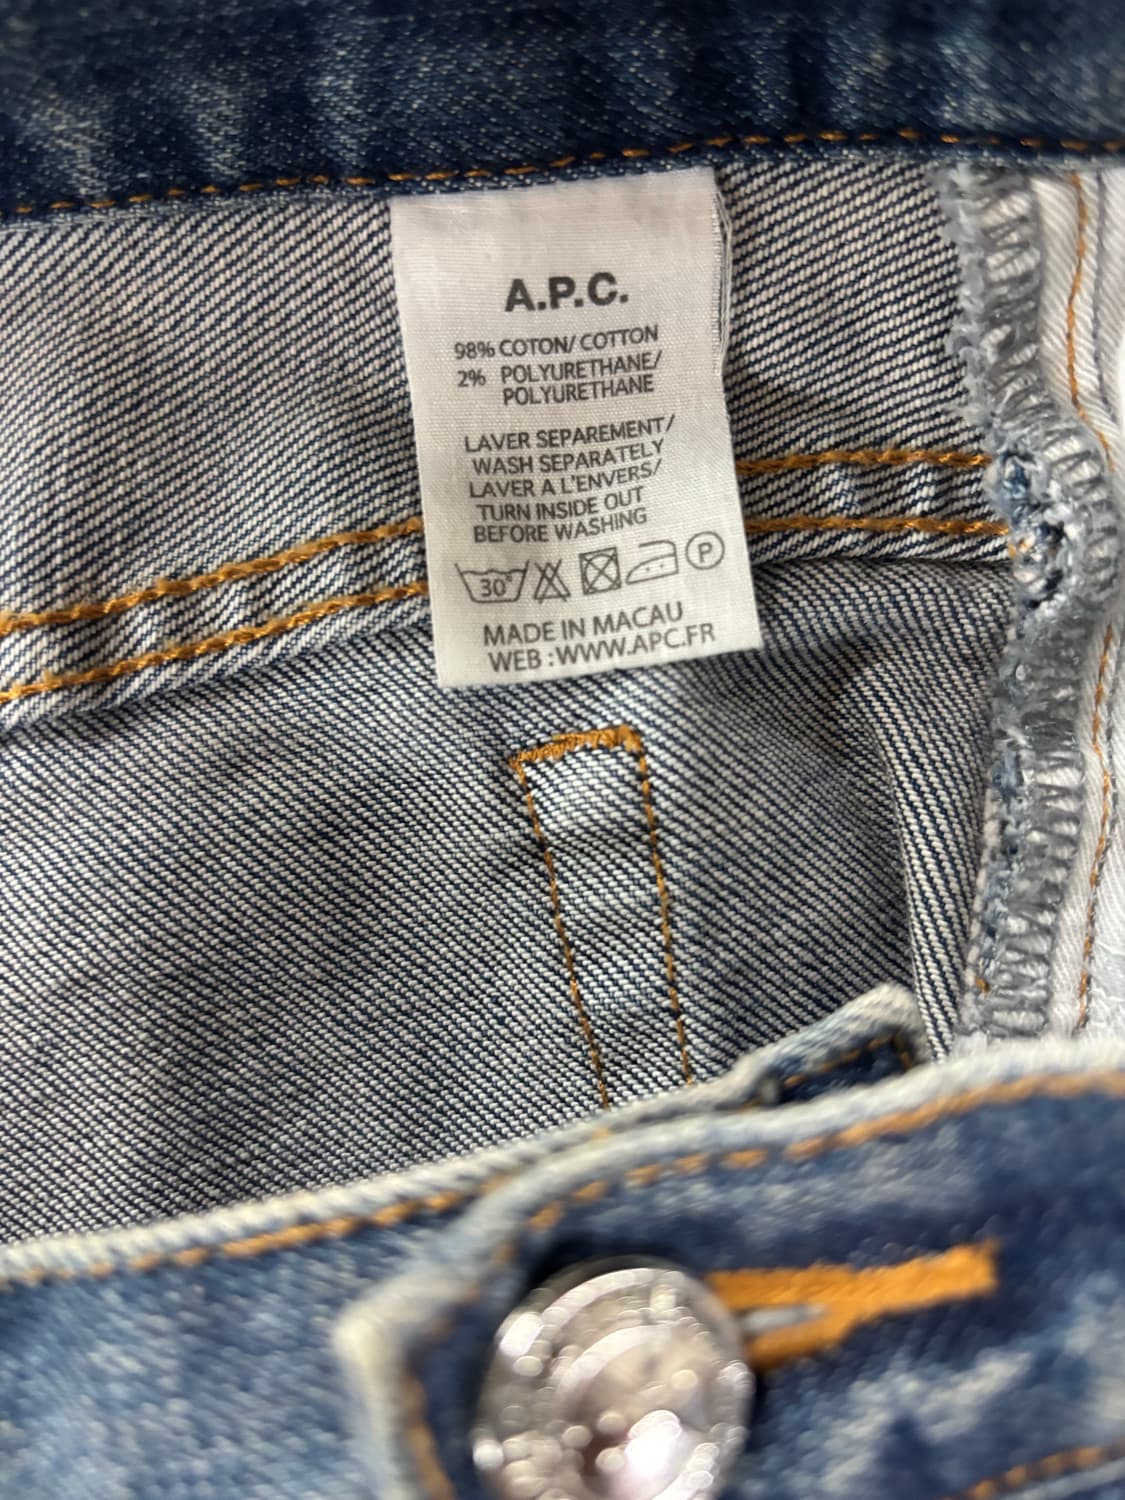 A.P.C.
98% COTON/ COTTON
2% POLYURETHANE/
POLYURETHANE
LAVER SEPAREMENT/
WASH SEPARATELY
LAVER A L'ENVERS/
TURN INSIDE OUT
BEFORE WASHING
30° P
MADE IN MACAU
WEB :WWW.APC.FR